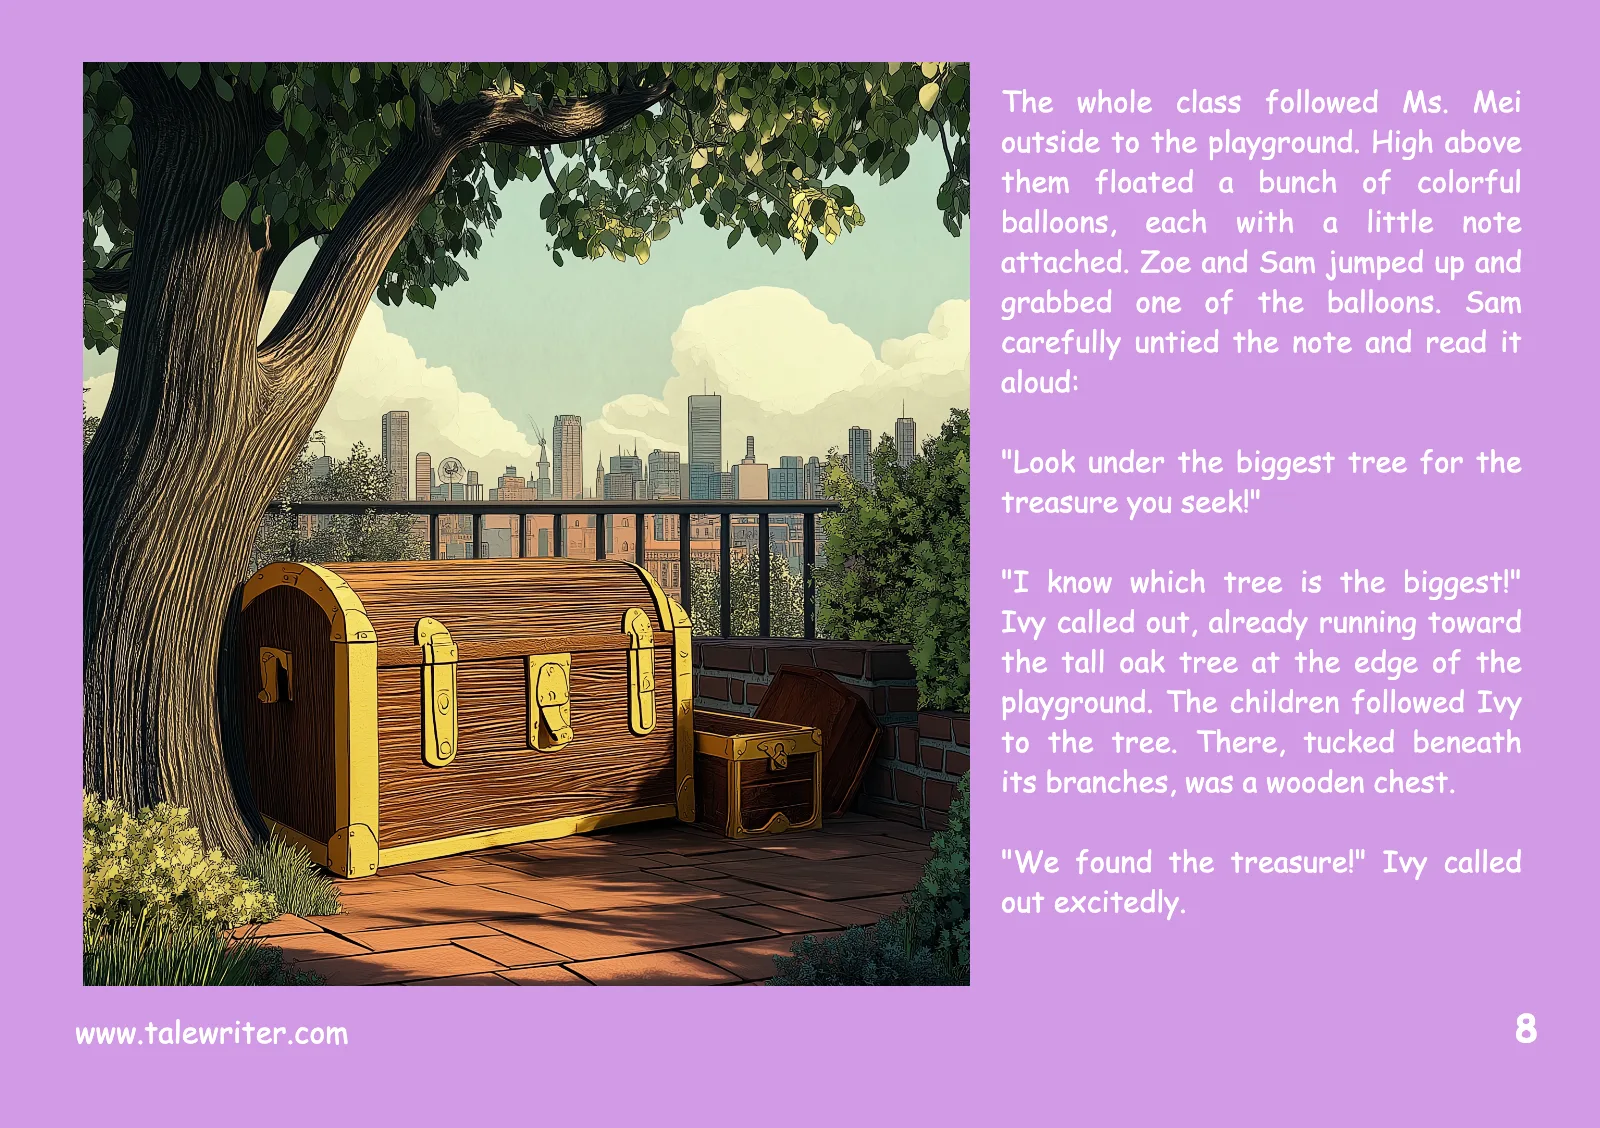 The whole class followed Ms. Mei
outside to the playground. High above
them floated a bunch of colorful
balloons, each with a little note
attached. Zoe and Sam jumped up and
grabbed one of the balloons. Sam
carefully untied the note and read it
aloud:
"Look under the biggest tree for the
treasure you seek!"
"I know which tree is the biggest!"
Ivy called out, already running toward
the tall oak tree at the edge of the
playground. The children followed Ivy
to the tree. There, tucked beneath
its branches, was a wooden chest.
"We found the treasure!" Ivy called
out excitedly.
www.talewriter.com
8